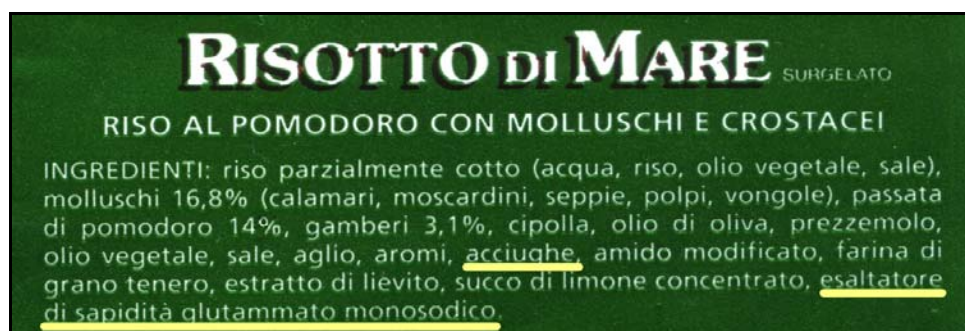 RISOTTO DI MARE SURGELATO
RISO AL POMODORO CON MOLLUSCHI E CROSTACEI
INGREDIENTI: riso parzialmente cotto (acqua, riso, olio vegetale, sale),
molluschi 16,8% (calamari, moscardini, seppie, polpi, vongole), passata
di pomodoro 14%, gamberi 3,1%, cipolla, olio di oliva, prezzemolo,
olio vegetale, sale, aglio, aromi, acciughe, amido modificato, farina di
grano tenero, estratto di lievito, succo di limone concentrato, esaltatore
di sapidità glutammato monosodico.